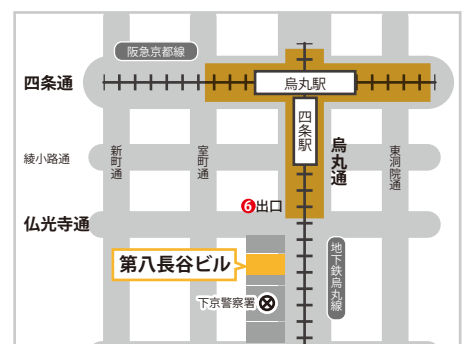 阪急京都線
四条通
烏丸駅
四条駅
烏丸通
綾小路通
新町通
室町通
東洞院通
6出口
仏光寺通
第八長谷ビル
地下鉄烏丸線
下京警察署